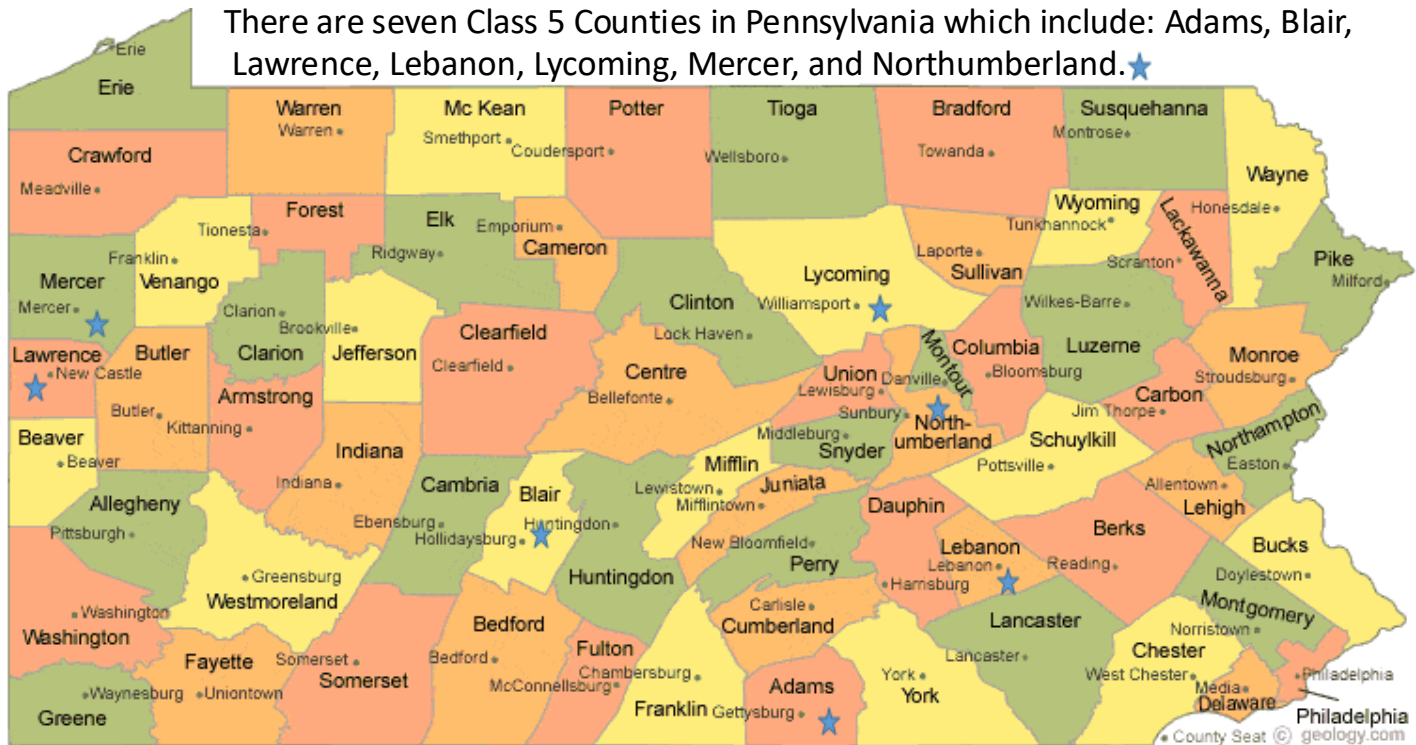 There are seven Class 5 Counties in Pennsylvania which include: Adams, Blair,
Lawrence, Lebanon, Lycoming, Mercer, and Northumberland.
Erie
Erie
Warren
Warren
Mc Kean
Smethport
Potter
Coudersport
Tioga
Wellsboro
Bradford
Towanda
Susquehanna
Montrose
Crawford
Meadville
Wayne
Honesdale
Forest
Tionesta
Elk
Ridgway
Emporium
Cameron
Wyoming
Tunkhannock
Lackawanna
Scranton
Laporte
Sullivan
Pike
Milford
Mercer
Mercer
Franklin
Venango
Clarion
Clarion
Brookville
Jefferson
Clearfield
Clearfield
Clinton
Lock Haven
Lycoming
Williamsport
Wilkes-Barre
Luzerne
Lawrence
New Castle
Butler
Butler
Armstrong
Kittanning
Centre
Bellefonte
Union
Lewisburg
Montour
Danville
Columbia
Bloomsburg
Monroe
Stroudsburg
Carbon
Jim Thorpe
Beaver
Beaver
Indiana
Indiana
Sunbury
North-
umberland
Middleburg
Snyder
Schuylkill
Pottsville
Northampton
Easton
Allegheny
Pittsburgh
Cambria
Ebensburg
Blair
Hollidaysburg
Huntingdon
Huntingdon
Mifflin
Lewistown
Juniata
Mifflintown
Allentown
Lehigh
Dauphin
Harrisburg
New Bloomfield
Perry
Lebanon
Lebanon
Berks
Reading
Bucks
Doylestown
Greensburg
Westmoreland
Washington
Washington
Carlisle
Cumberland
Lancaster
Lancaster
Montgomery
Norristown
Bedford
Bedford
Fulton
McConnellsburg
Chambersburg
Franklin
Somerset
Somerset
Fayette
Uniontown
Waynesburg
Greene
Adams
Gettysburg
York
York
Chester
West Chester
Media
Delaware
Philadelphia
Philadelphia
• County Seat © geology.com